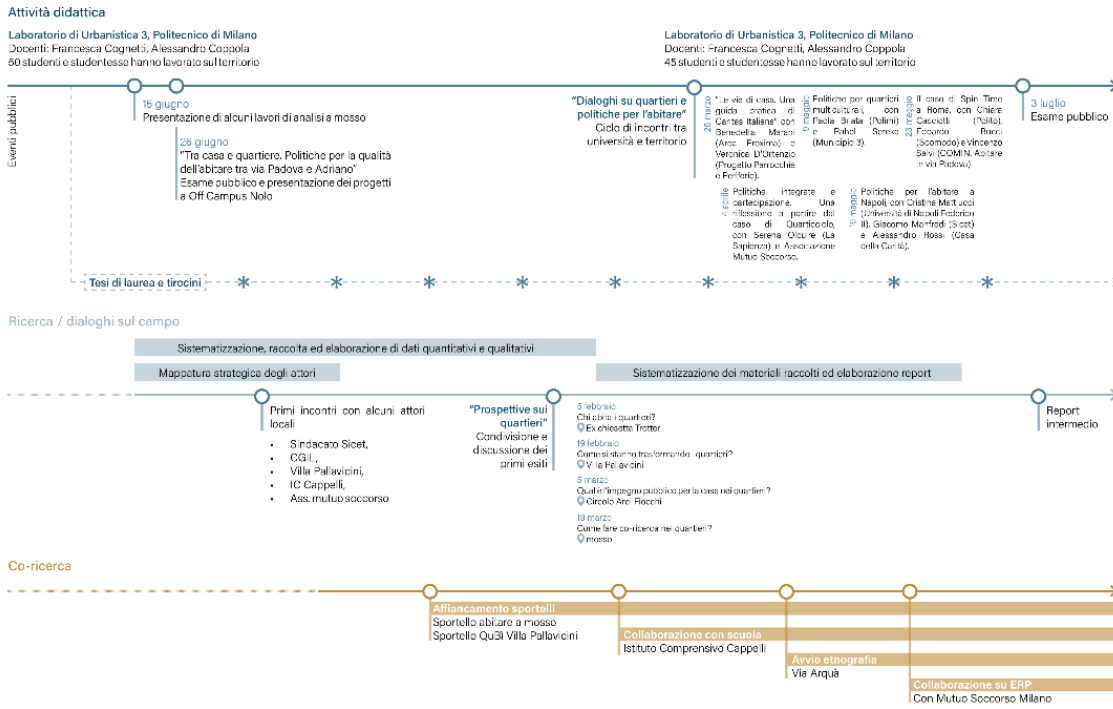 Attività didattica
Laboratorio di Urbanistica 3, Politecnico di Milano
Docenti: Francesca Cognetti, Alessandro Coppola
50 studenti e studentesse hanno lavorato sul territorio
Laboratorio di Urbanistica 3, Politecnico di Milano
Docenti: Francesca Cognetti, Alessandro Coppola
45 studenti e studentesse hanno lavorato sul territorio
Eventi pubblici
15 giugno
Presentazione di alcuni lavori di analisi a mosso
26 giugno
"Tra casa e quartiere. Politiche per la qualità
dell'abitare tra via Padova e Adriano"
Esame pubblico e presentazione dei progetti
a Off Campus Nolo
"Dialoghi su quartieri e
politiche per l'abitare"
Ciclo di incontri tra
università e territorio
26 marzo
"Le vie di casa. Una
guida pratica di
Caritas Italiana" con
Benedetta Marani
(Arco Proxima) e
Veronica D'Ortenzio
(Progetto Parrocchie
e Periferie).
4 aprile
Politiche integrate e
partecipazione. Una
riflessione a partire dal
caso di Quarticciolo,
con Serena Olcuire (La
Sapienza) e Associazione
Mutuo Soccorso.
9 maggio
Politiche per quartieri
multiculturali, con
Paola Briata (Polimi)
e Rahel Sereke
(Municipio 3).
Politiche per l'abitare a
Napoli, con Cristina Mattiucci
(Università di Napoli Federico
II), Giacomo Manfredi (Sicet)
e Alessandro Rossi (Casa
della Carità).
23 maggio
Il caso di Spin Time
a Roma, con Chiara
Cacciotti (Polito),
Edoardo Bucci
(Scomodo) e Vincenzo
Salvi (COMIN, Abitare
in via Padova).
3 luglio
Esame pubblico
Tesi di laurea e tirocini
Ricerca / dialoghi sul campo
Sistematizzazione, raccolta ed elaborazione di dati quantitativi e qualitativi
Mappatura strategica degli attori
Sistematizzazione dei materiali raccolti ed elaborazione report
Primi incontri con alcuni attori
locali
• Sindacato Sicet,
• CGIL,
• Villa Pallavicini,
• IC Cappelli,
• Ass. mutuo soccorso
"Prospettive sui
quartieri"
Condivisione e
discussione dei
primi esiti
5 febbraio
Chi abita i quartieri?
Ex chiesetta Trotter
19 febbraio
Come si stanno trasformando i quartieri?
Villa Pallavicini
5 marzo
Qual è l'impegno pubblico per la casa nei quartieri?
Circolo Arci Fiocchi
19 marzo
Come fare co-ricerca nei quartieri?
mosso
Report
intermedio
Co-ricerca
Affiancamento sportelli
Sportello abitare a mosso
Sportello QuBì Villa Pallavicini
Collaborazione con scuola
Istituto Comprensivo Cappelli
Avvio etnografia
Via Arquà
Collaborazione su ERP
Con Mutuo Soccorso Milano